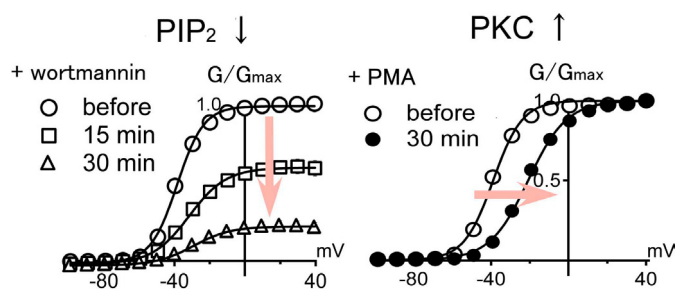 PIP₂ ↓
+ wortmannin
before
15 min
30 min
G/Gmax
1.0
mV
-80
-40
40
PKC ↑
+ PMA
before
30 min
G/Gmax
1.0
0.5
mV
-80
-40
0
40